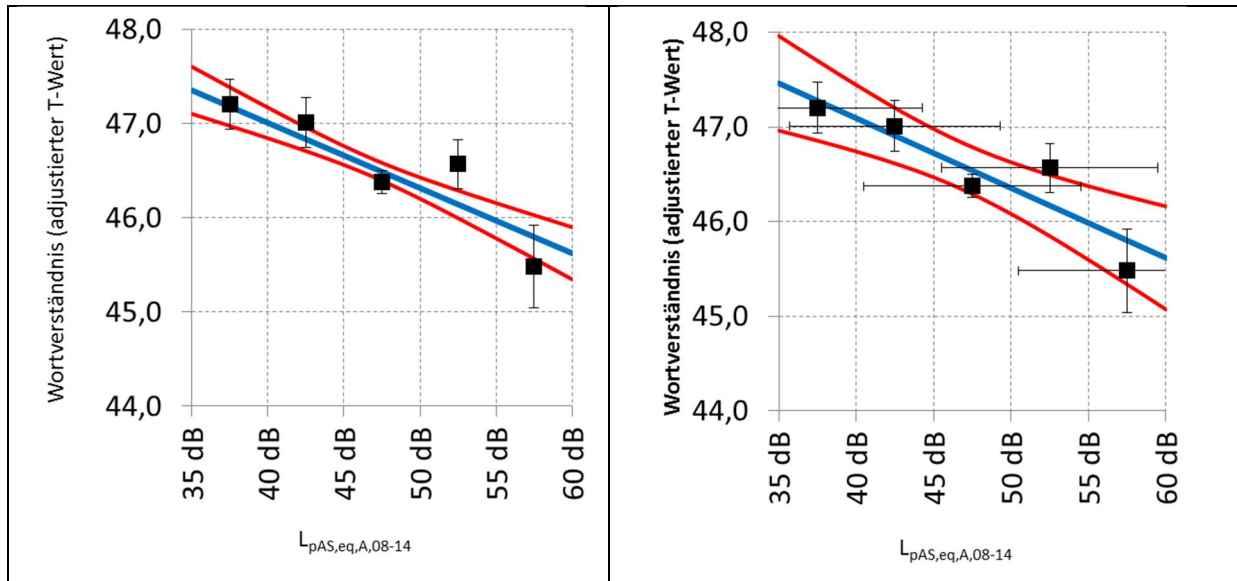 Wortverständnis (adjustierter T-Wert)
48,0
47,0
46,0
45,0
44,0
35 dB
40 dB
45 dB
50 dB
55 dB
60 dB
LpAS,eq,A,08-14
Wortverständnis (adjustierter T-Wert)
48,0
47,0
46,0
45,0
44,0
35 dB
40 dB
45 dB
50 dB
55 dB
60 dB
LpAS,eq,A,08-14